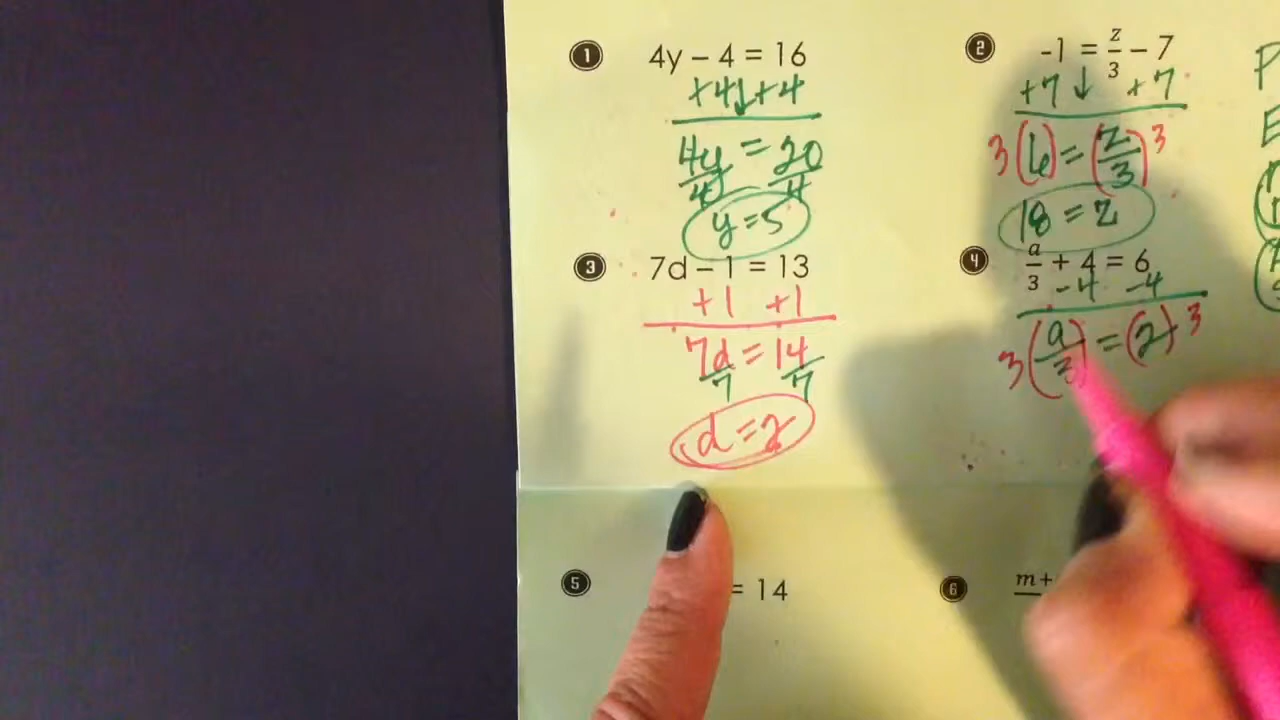 1 4y – 4 = 16
+4↓+4
4y = 20
4 4
y = 5
2 -1 = z/3 – 7
+7 ↓ +7
3(6) = (z/3)3
18 = z
3 7d – 1 = 13
+1 +1
7d = 14
7 7
d = 2
4 a/3 + 4 = 6
-4 -4
3(a/3) = (2)3
5 = 14
6 m+
P
E